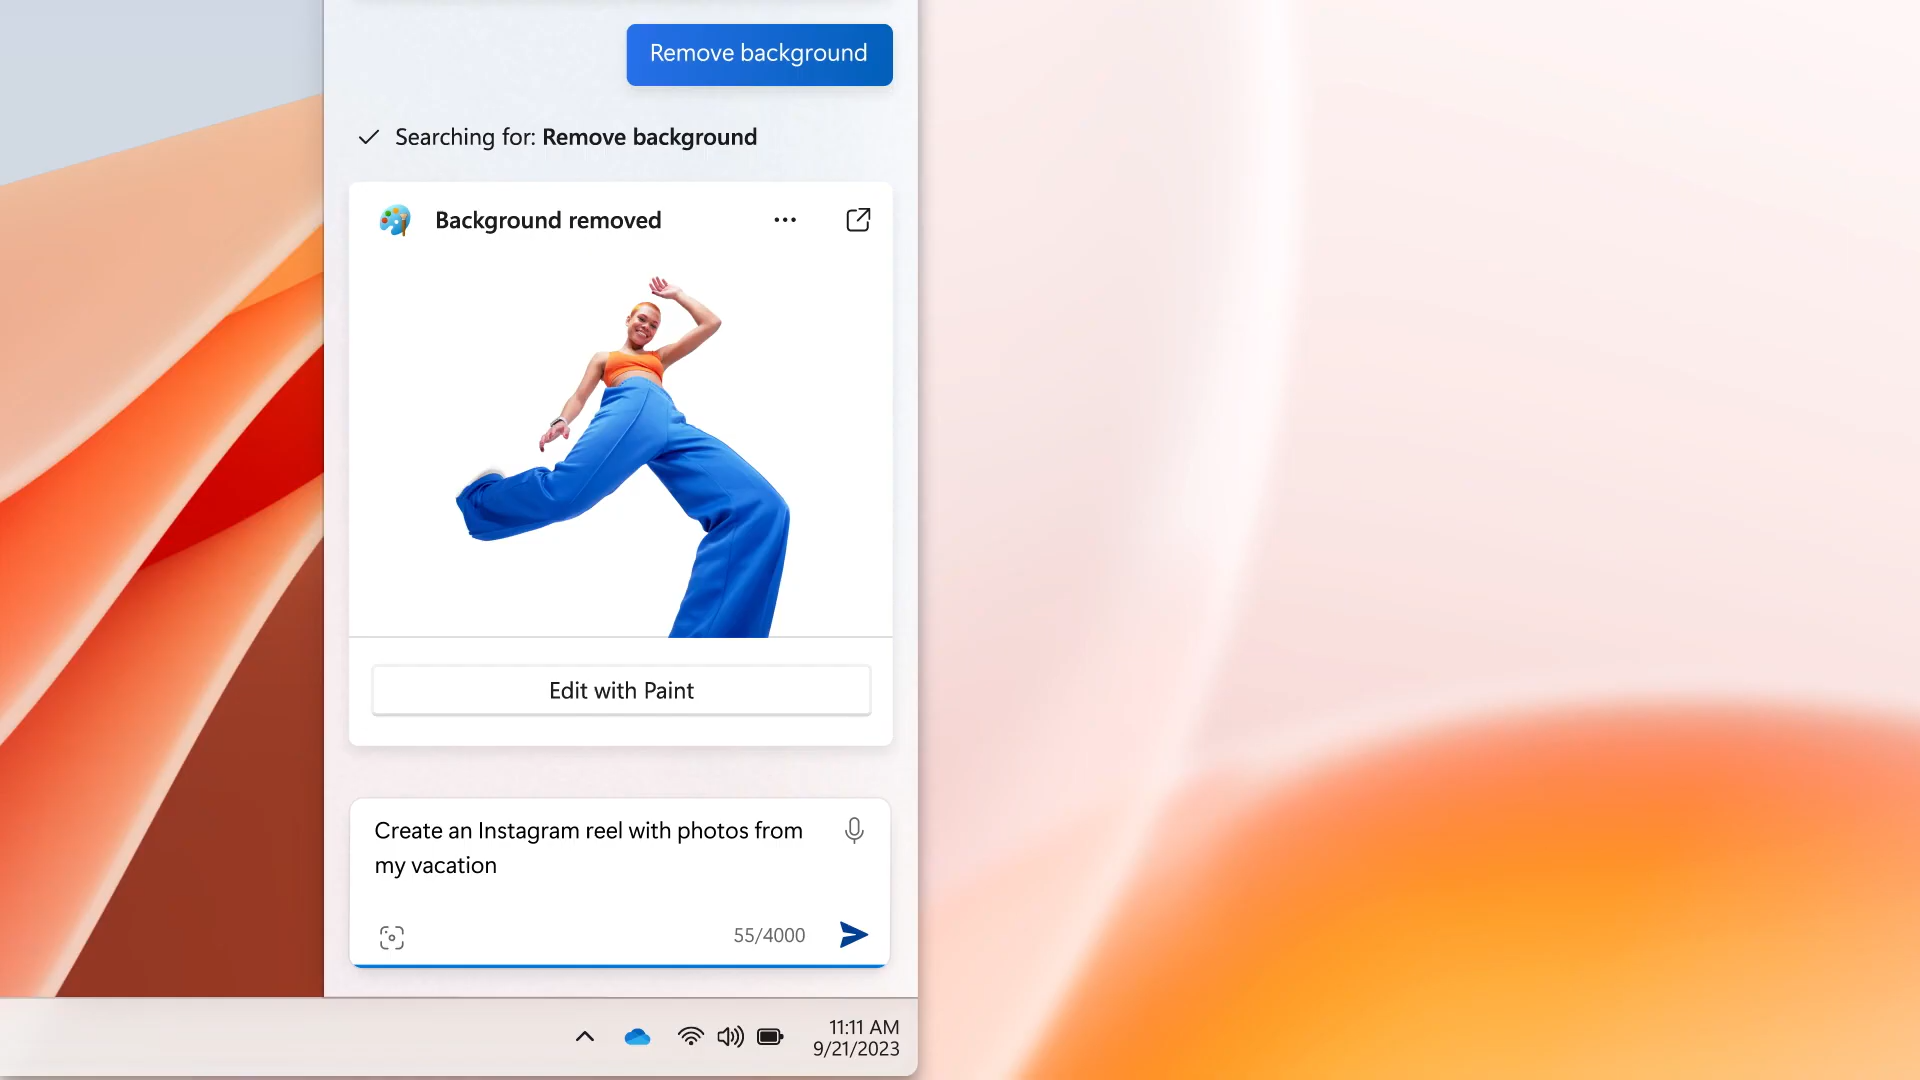 Remove background
Searching for: Remove background
Background removed
Edit with Paint
Create an Instagram reel with photos from
my vacation
55/4000
11:11 AM
9/21/2023